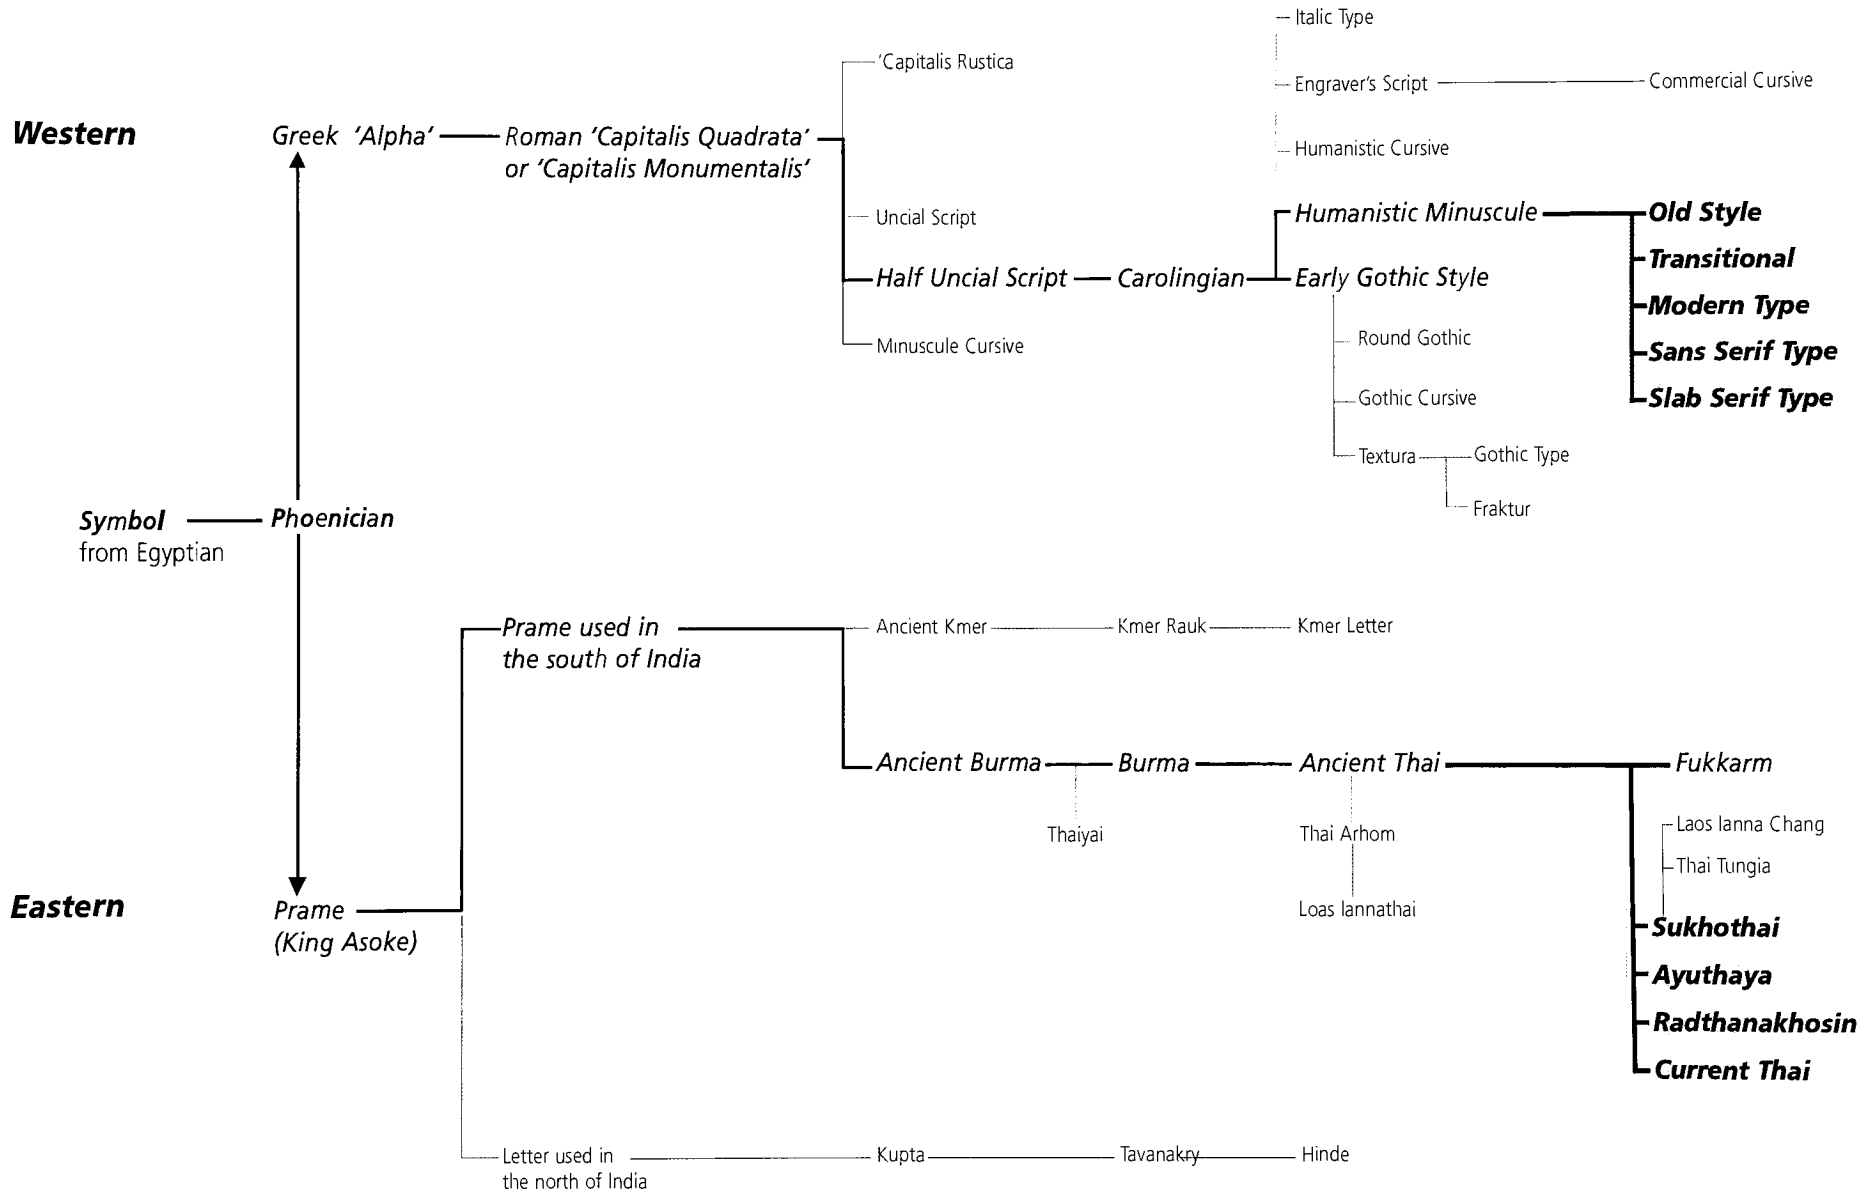 Italic Type
'Capitalis Rustica
Engraver's Script
Commercial Cursive
Western
Greek 'Alpha'
Roman 'Capitalis Quadrata'
or 'Capitalis Monumentalis'
Humanistic Cursive
Uncial Script
Humanistic Minuscule
Old Style
Transitional
Half Uncial Script
Carolingian
Early Gothic Style
Modern Type
Minuscule Cursive
Round Gothic
Sans Serif Type
Gothic Cursive
Slab Serif Type
Textura
Gothic Type
Fraktur
Symbol
from Egyptian
Phoenician
Prame used in
the south of India
Ancient Kmer
Kmer Rauk
Kmer Letter
Ancient Burma
Burma
Ancient Thai
Fukkarm
Thaiyai
Thai Arhom
Laos lanna Chang
Thai Tungia
Eastern
Prame
(King Asoke)
Loas lannathai
Sukhothai
Ayuthaya
Radthanakhosin
Current Thai
Letter used in
the north of India
Kupta
Tavanakry
Hinde